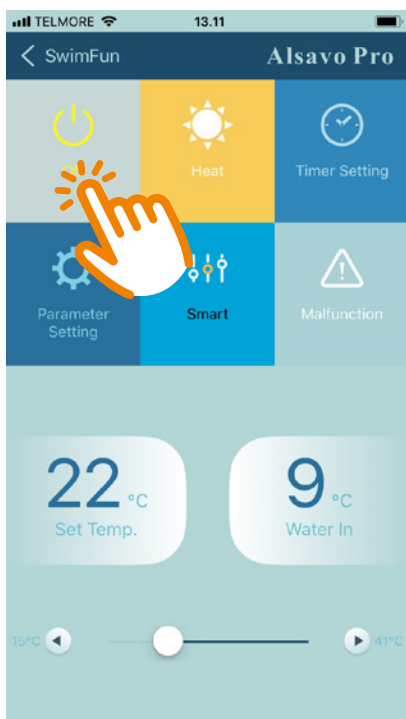 TELMORE 13.11
SwimFun Alsavo Pro
Heat
Timer Setting
Parameter
Setting
Smart
Malfunction
22 °C
Set Temp.
9 °C
Water In
15°C
41°C